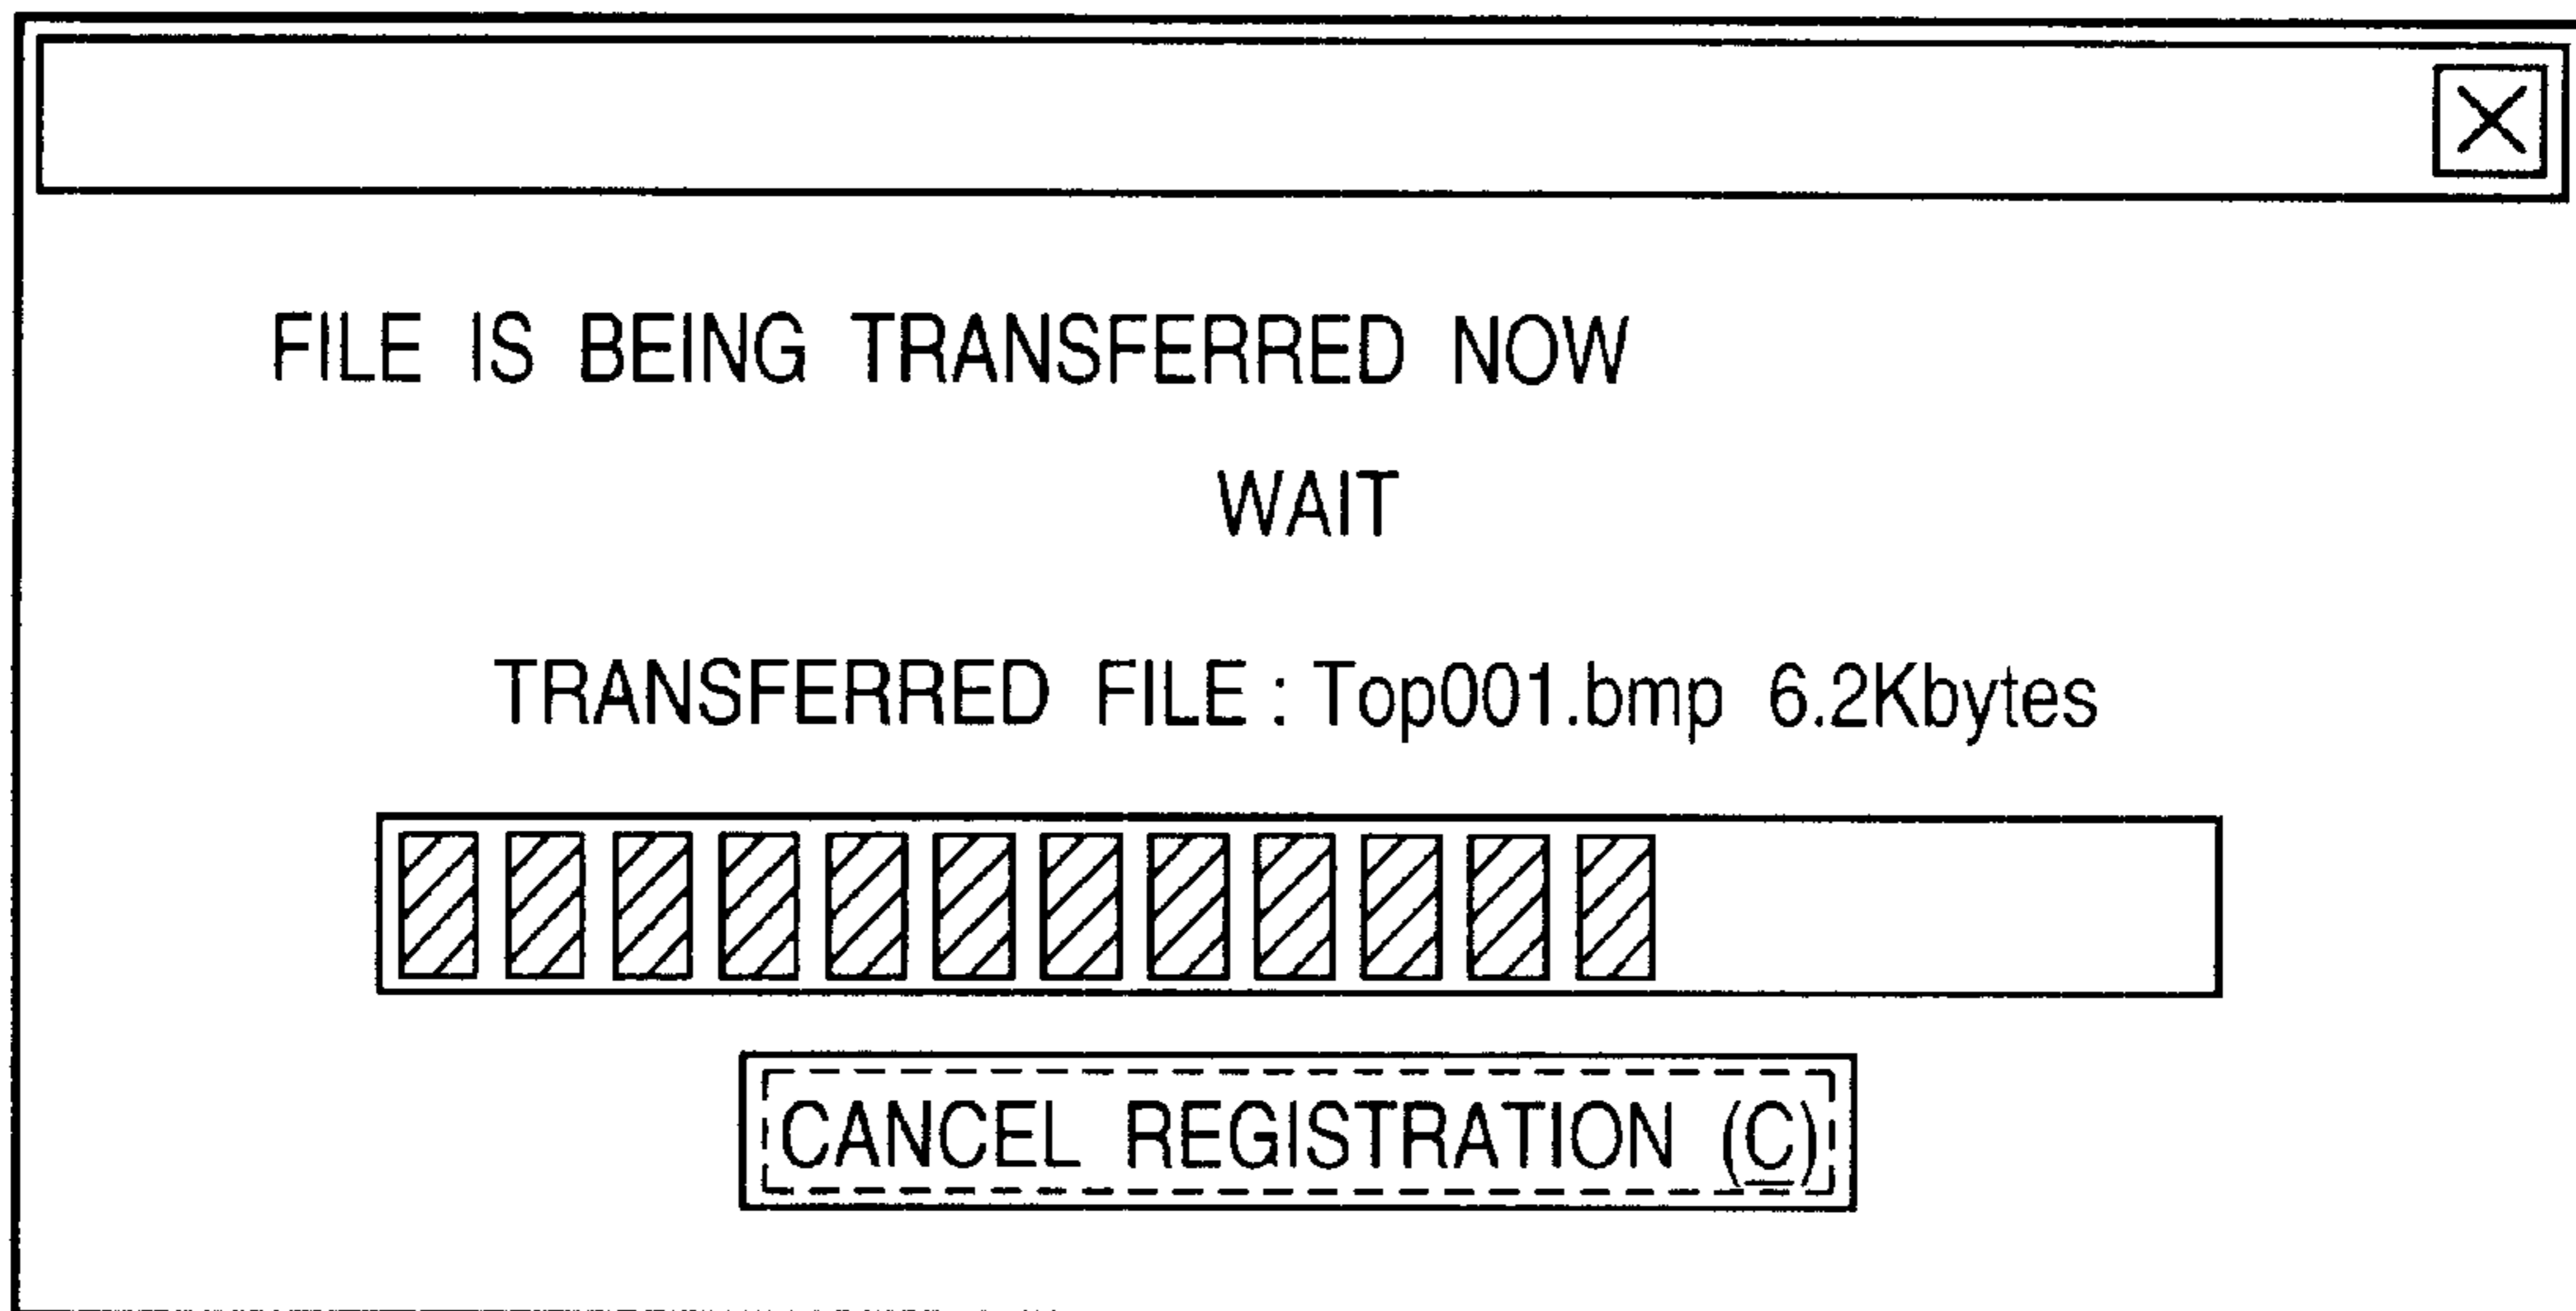 FILE IS BEING TRANSFERRED NOW
WAIT
TRANSFERRED FILE : Top001.bmp 6.2Kbytes
CANCEL REGISTRATION (C)